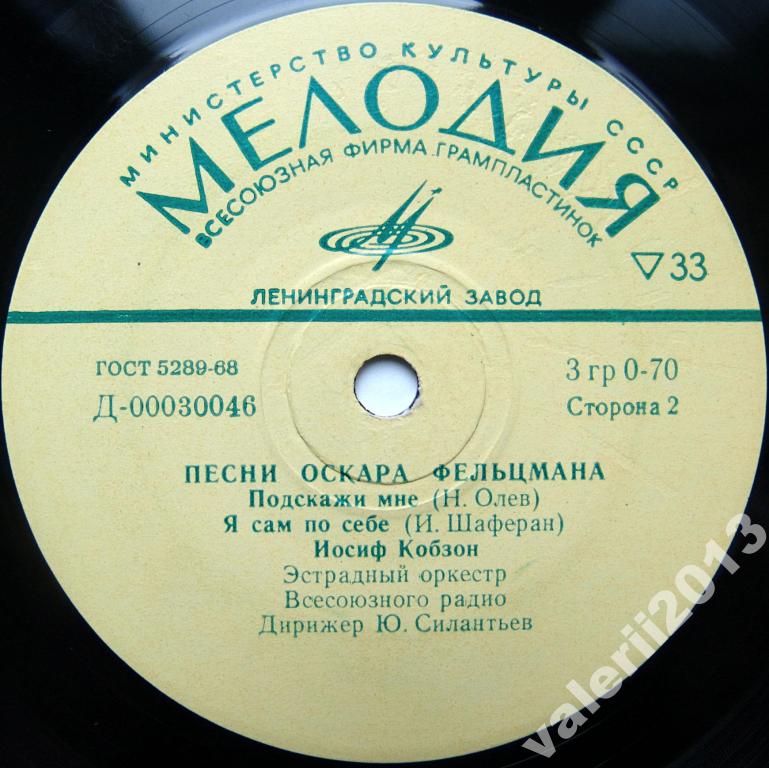 МИНИСТЕРСТВО КУЛЬТУРЫ СССР
МЕЛОДИЯ
ВСЕСОЮЗНАЯ ФИРМА ГРАМПЛАСТИНОК
▽33
ЛЕНИНГРАДСКИЙ ЗАВОД
ГОСТ 5289-68
3 гр 0-70
Д-00030046
Сторона 2
ПЕСНИ ОСКАРА ФЕЛЬЦМАНА
Подскажи мне (Н. Олев)
Я сам по себе (И. Шаферан)
Иосиф Кобзон
Эстрадный оркестр
Всесоюзного радио
Дирижер Ю. Силантьев
valerii2013